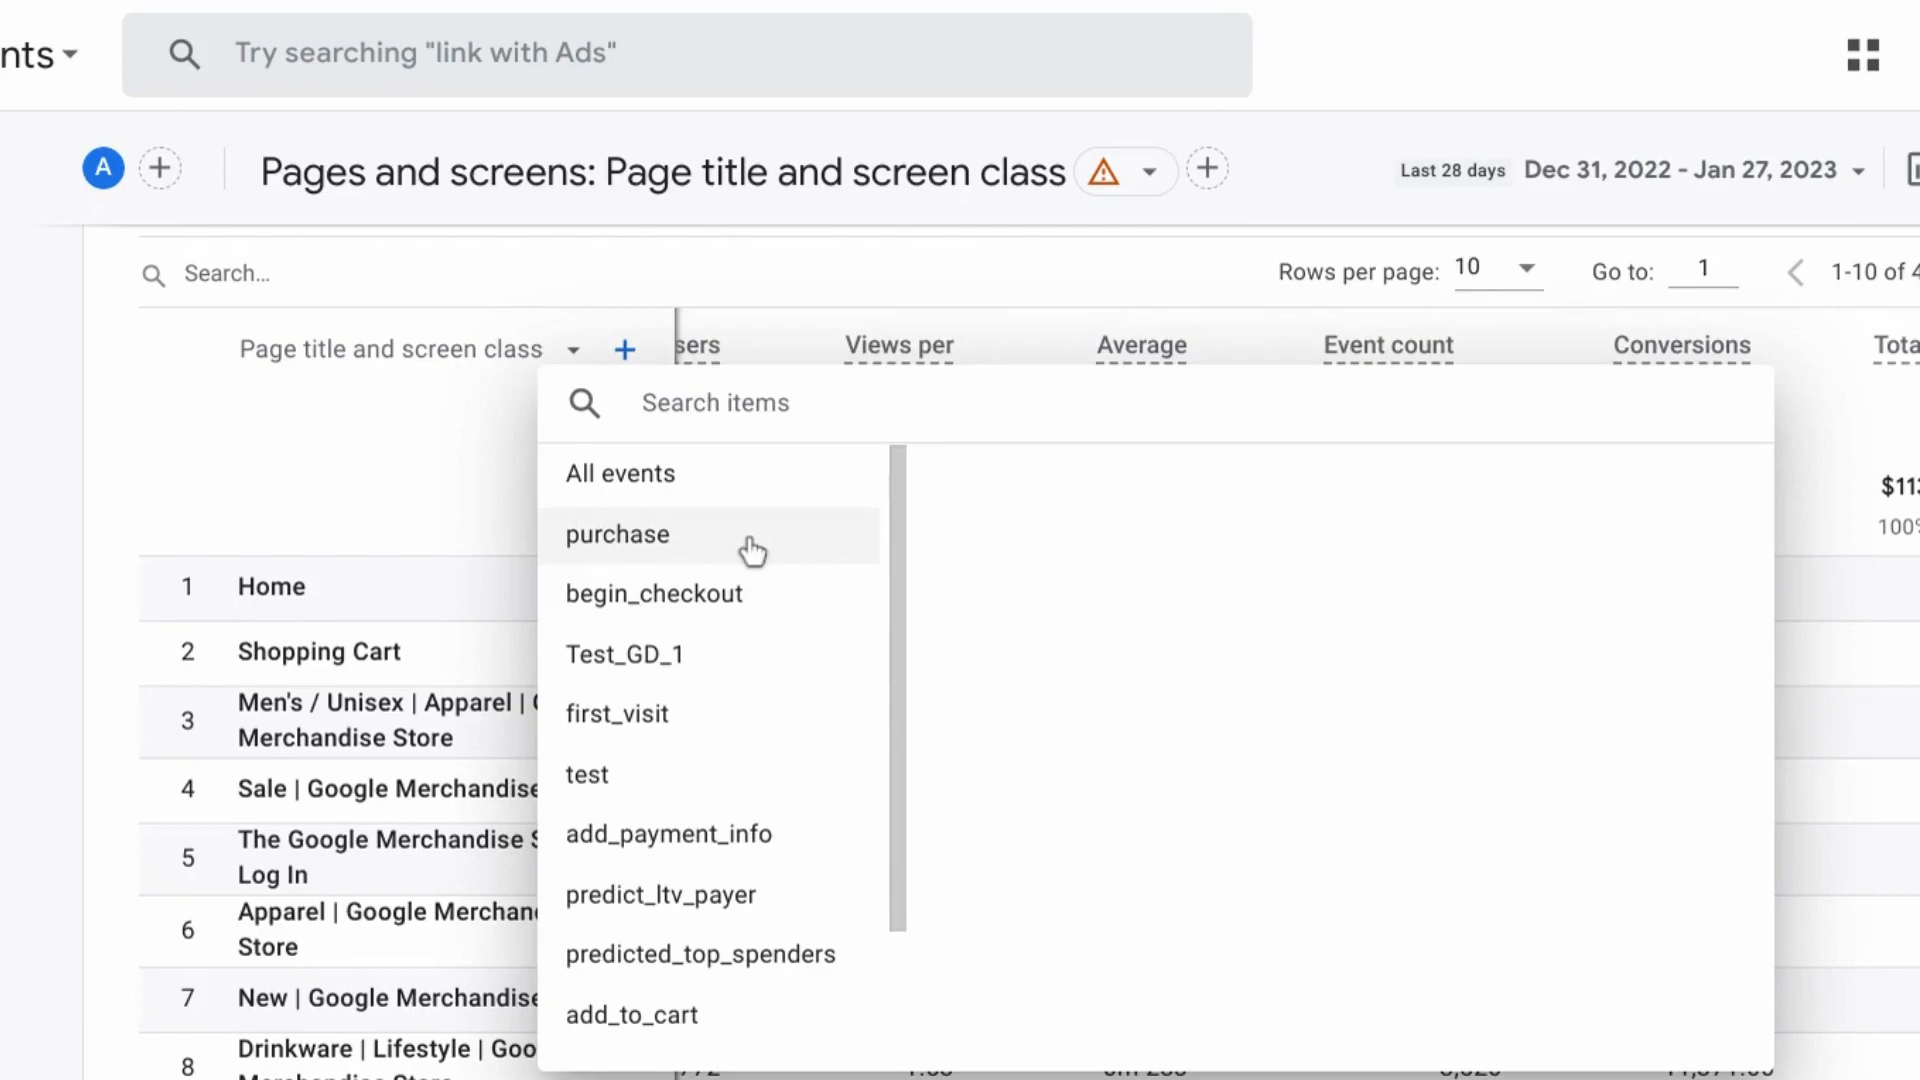 nts
Try searching "link with Ads"
A
Pages and screens: Page title and screen class
Last 28 days
Dec 31, 2022 - Jan 27, 2023
Search...
Rows per page: 10
Go to: 1
1-10 of 4
Page title and screen class
sers
Views per
Average
Event count
Conversions
Tota
Search items
All events
purchase
begin_checkout
Test_GD_1
first_visit
test
add_payment_info
predict_ltv_payer
predicted_top_spenders
add_to_cart
$113
100%
1 Home
2 Shopping Cart
3 Men's / Unisex | Apparel |
Merchandise Store
4 Sale | Google Merchandise
5 The Google Merchandise S
Log In
6 Apparel | Google Merchan
Store
7 New | Google Merchandise
8 Drinkware | Lifestyle | Goo